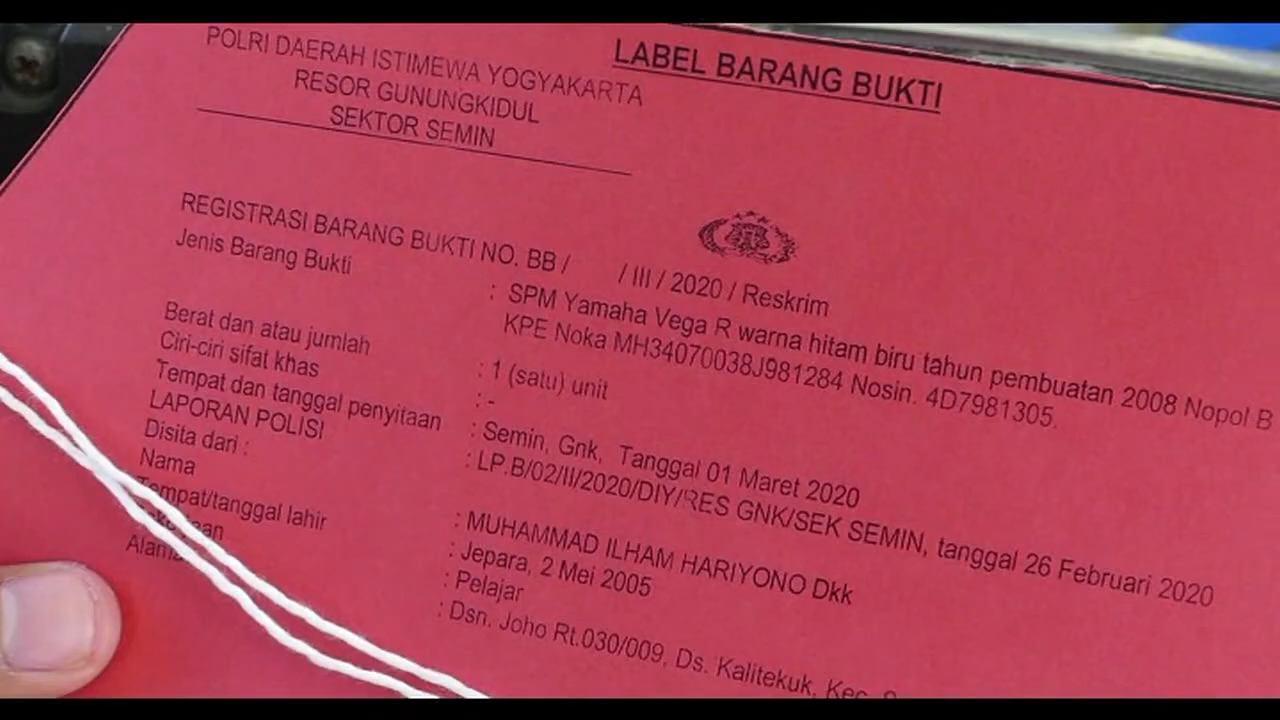 POLRI DAERAH ISTIMEWA YOGYAKARTA
RESOR GUNUNGKIDUL
SEKTOR SEMIN
LABEL BARANG BUKTI
REGISTRASI BARANG BUKTI NO. BB / / III / 2020 / Reskrim
Jenis Barang Bukti : SPM Yamaha Vega R warna hitam biru tahun pembuatan 2008 Nopol B
KPE Noka MH34070038J981284 Nosin. 4D7981305.
Berat dan atau jumlah : 1 (satu) unit
Ciri-ciri sifat khas : -
Tempat dan tanggal penyitaan : Semin, Gnk, Tanggal 01 Maret 2020
LAPORAN POLISI : LP.B/02/II/2020/DIY/RES GNK/SEK SEMIN, tanggal 26 Februari 2020
Disita dari :
Nama : MUHAMMAD ILHAM HARIYONO Dkk
Tempat/tanggal lahir : Jepara, 2 Mei 2005
: Pelajar
Alamat : Dsn. Joho Rt.030/009, Ds. Kalitekuk, Kec.